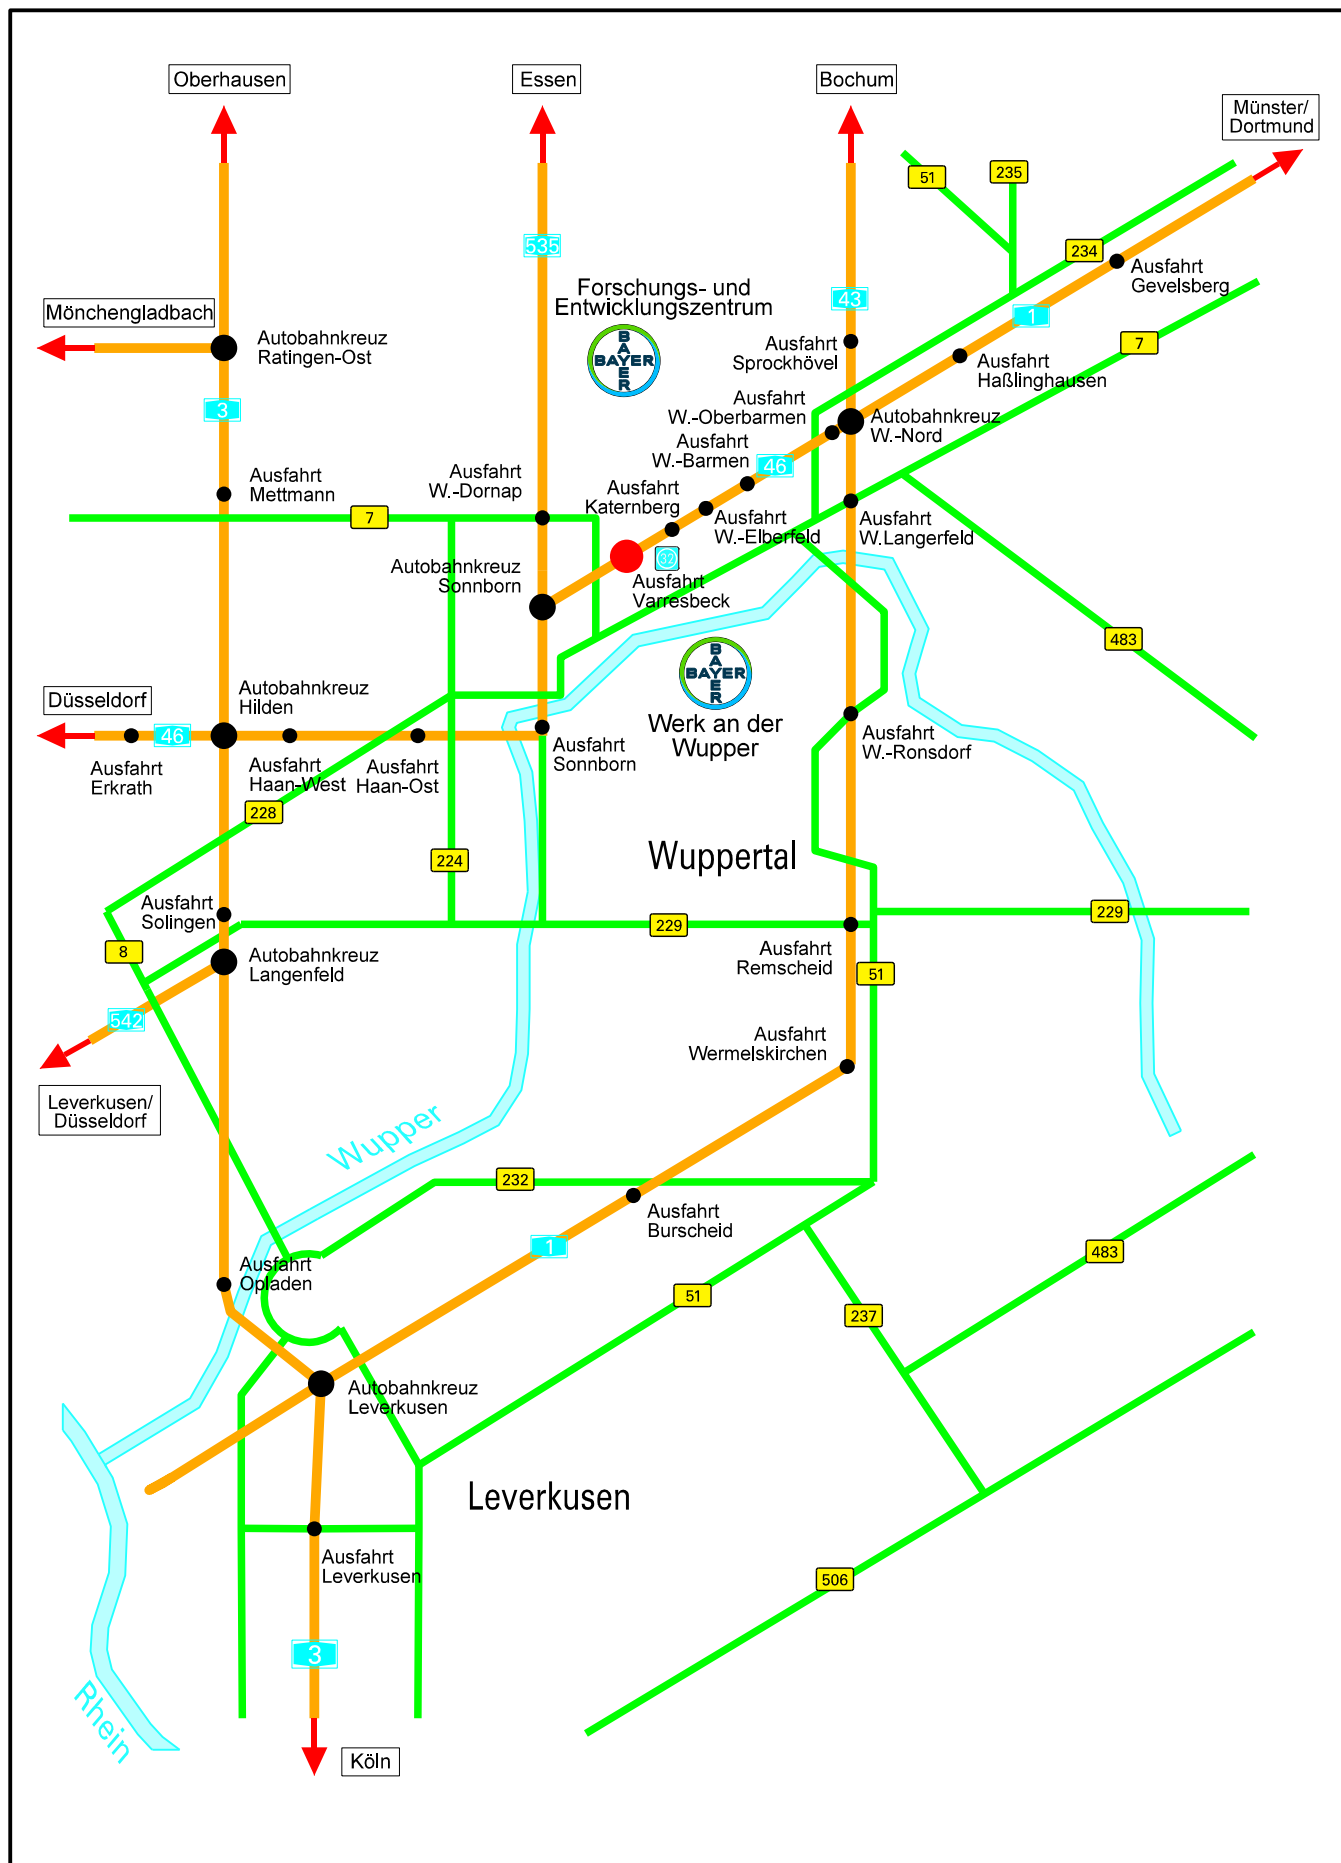 Oberhausen
Essen
Bochum
Münster/
Dortmund
51
235
234
535
43
1
7
Ausfahrt
Gevelsberg
Forschungs- und
Entwicklungszentrum
BAYER
BAYER
Mönchengladbach
Autobahnkreuz
Ratingen-Ost
Ausfahrt
Sprockhövel
Ausfahrt
Haßlinghausen
3
Ausfahrt
W.-Oberbarmen
Autobahnkreuz
W.-Nord
Ausfahrt
W.-Barmen
46
Ausfahrt
Mettmann
Ausfahrt
W.-Dornap
Ausfahrt
Katernberg
7
Ausfahrt
W.-Elberfeld
Ausfahrt
W.Langerfeld
32
Autobahnkreuz
Sonnborn
Ausfahrt
Varresbeck
483
BAYER
BAYER
Werk an der
Wupper
Düsseldorf
Autobahnkreuz
Hilden
46
Ausfahrt
Erkrath
Ausfahrt
Haan-West
Ausfahrt
Haan-Ost
Ausfahrt
Sonnborn
Ausfahrt
W.-Ronsdorf
228
224
Wuppertal
Ausfahrt
Solingen
229
229
8
Autobahnkreuz
Langenfeld
Ausfahrt
Remscheid
51
542
Ausfahrt
Wermelskirchen
Leverkusen/
Düsseldorf
Wupper
232
Ausfahrt
Burscheid
1
483
Ausfahrt
Opladen
51
237
Autobahnkreuz
Leverkusen
Leverkusen
Ausfahrt
Leverkusen
506
3
Rhein
Köln